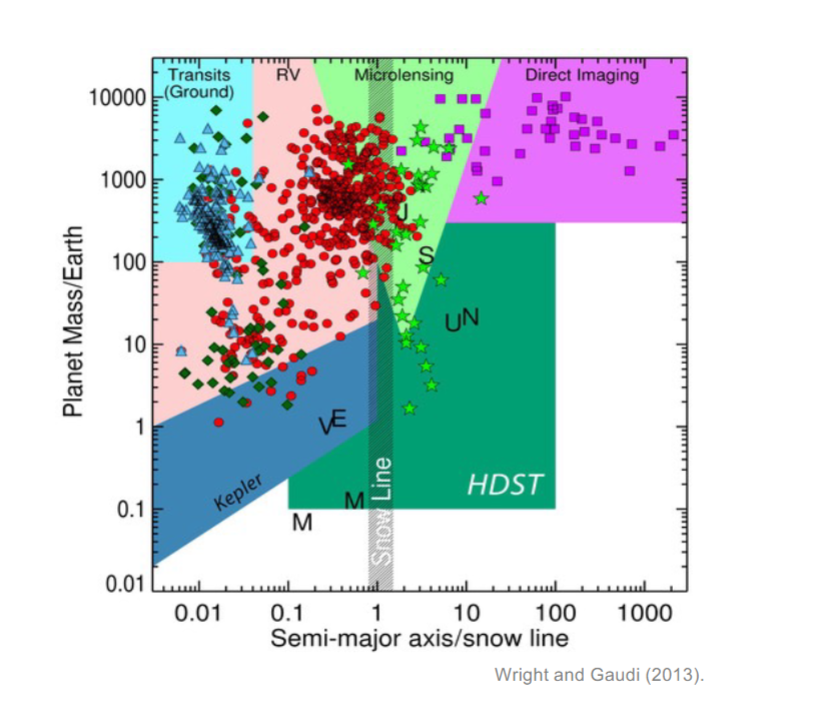 Transits
(Ground)
RV
Microlensing
Direct Imaging
10000
1000
100
10
1
0.1
0.01
Planet Mass/Earth
J
S
U N
V E
M
M
Kepler
HDST
Snow Line
0.01
0.1
1
10
100
1000
Semi-major axis/snow line
Wright and Gaudi (2013).